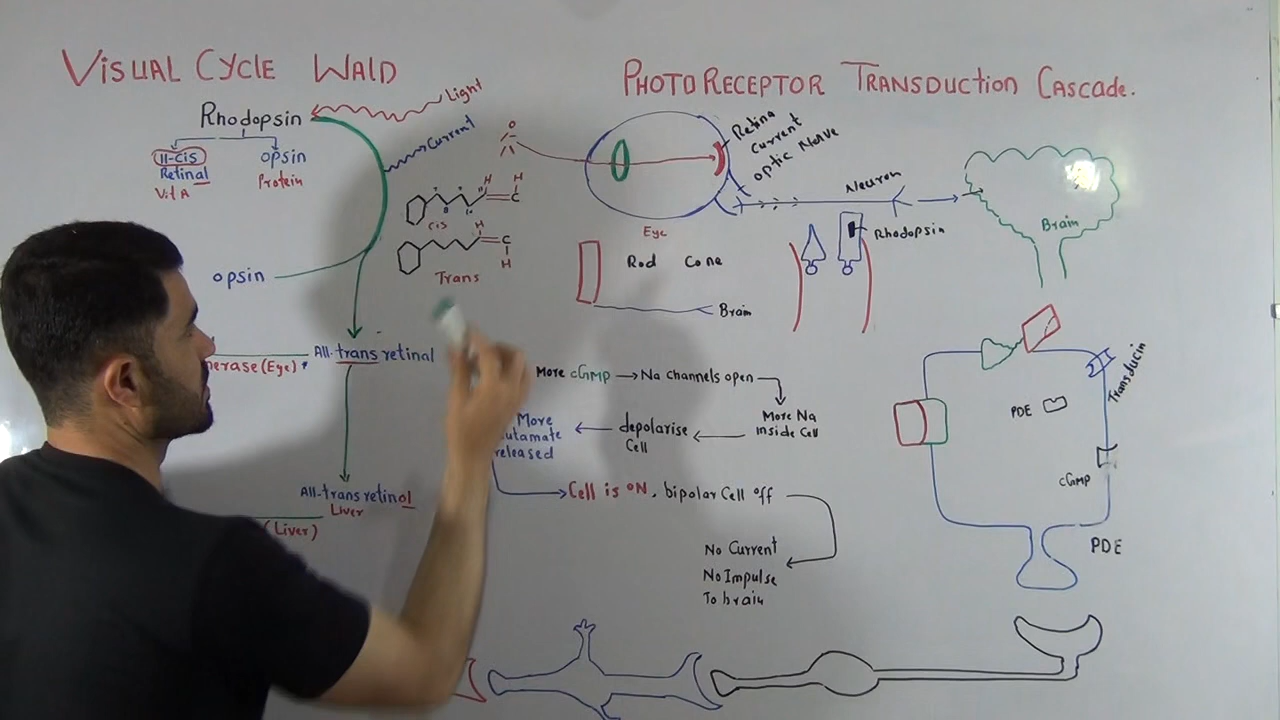 VISUAL CYCLE WALD
Rhodopsin
Light
Current
11-cis
Retinal
Vit A
opsin
Protein
H
H
C
cis
H
C
H
Trans
opsin
erase (Eye)
All-trans retinal
All-trans retinol
Liver
(Liver)
PHOTORECEPTOR TRANSDUCTION CASCADE.
Retina
Current
optic Nerve
Eye
Neuron
Brain
Rod Cone
Rhodopsin
Brain
More cGMP → Na channels open
More Na
inside Cell
depolarise
Cell
More
utamate
released
Cell is ON, bipolar Cell off
No Current
No Impulse
To brain
Transducin
PDE
cGMP
PDE